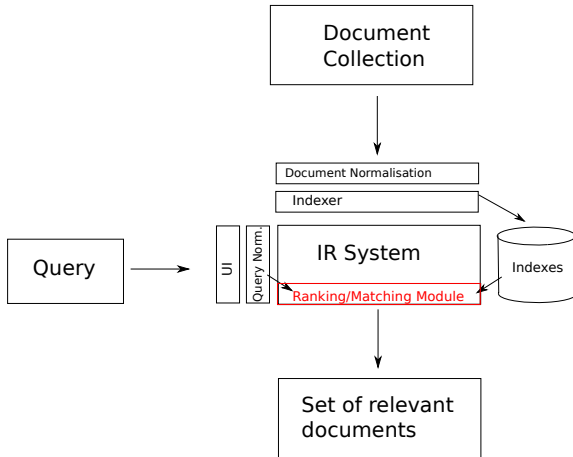 Document
Collection
Document Normalisation
Indexer
Query
UI
Query Norm.
IR System
Ranking/Matching Module
Indexes
Set of relevant
documents